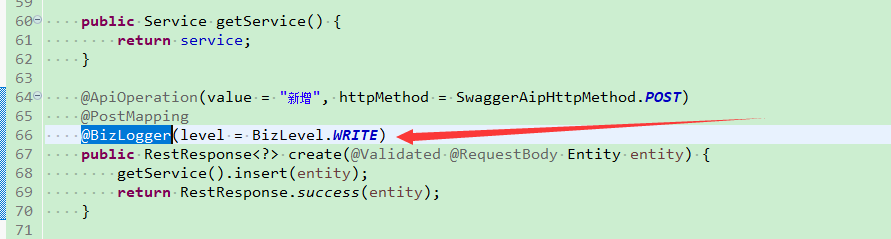 59
60 public Service getService() {
61 return service;
62 }
63
64 @ApiOperation(value = "新增", httpMethod = SwaggerAipHttpMethod.POST)
65 @PostMapping
66 @BizLogger(level = BizLevel.WRITE)
67 public RestResponse<?> create(@Validated @RequestBody Entity entity) {
68 getService().insert(entity);
69 return RestResponse.success(entity);
70 }
71